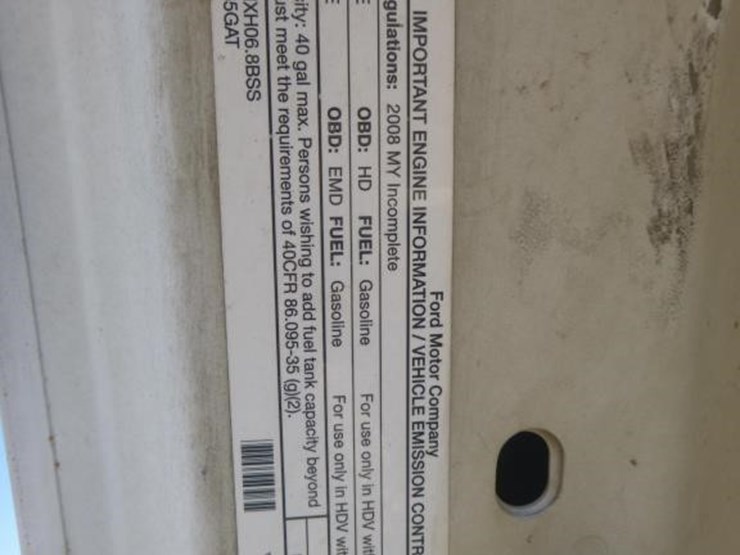 Ford Motor Company
IMPORTANT ENGINE INFORMATION / VEHICLE EMISSION CONTR
gulations: 2008 MY Incomplete
E OBD: HD FUEL: Gasoline For use only in HDV wit
E OBD: EMD FUEL: Gasoline For use only in HDV wit
ity: 40 gal max. Persons wishing to add fuel tank capacity beyond
ust meet the requirements of 40CFR 86.095-35 (g)(2).
XH06.8BSS
5GAT